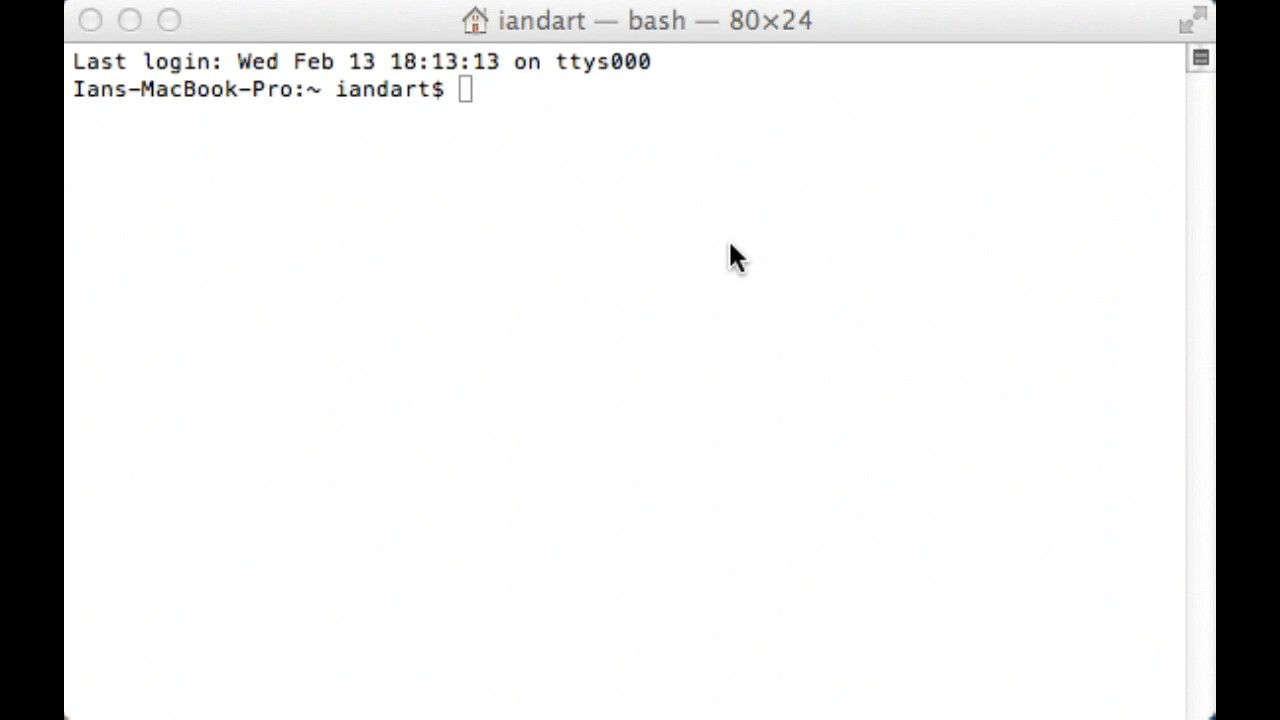 iandart — bash — 80×24
Last login: Wed Feb 13 18:13:13 on ttys000
Ians-MacBook-Pro:~ iandart$